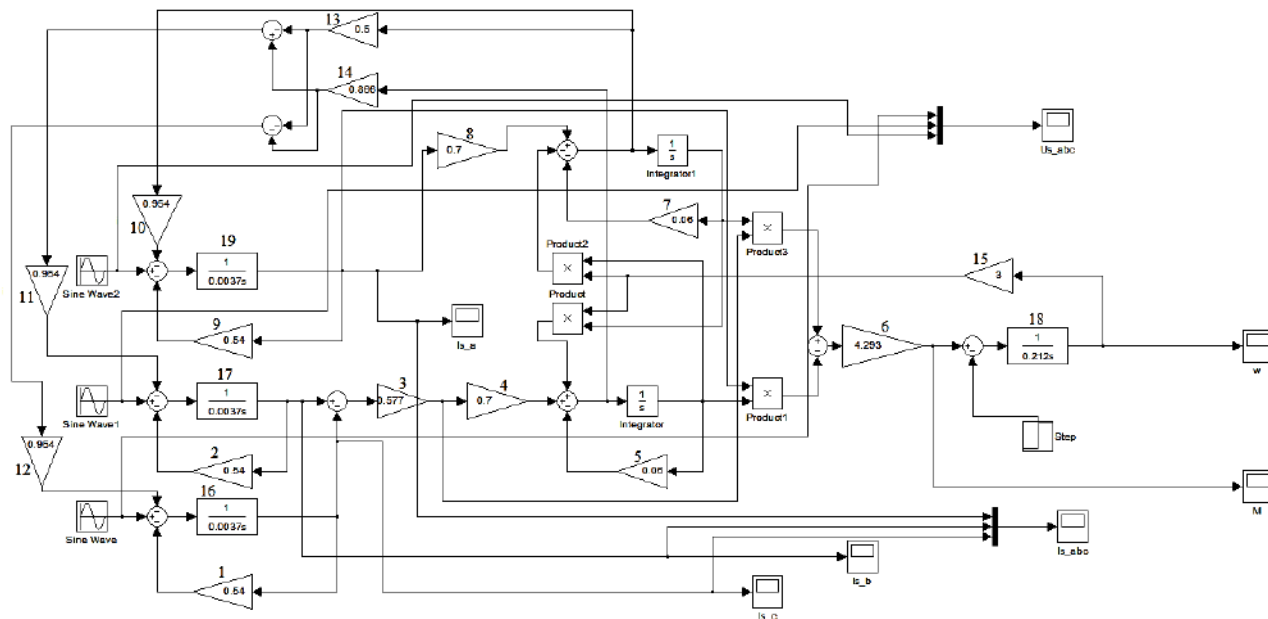 13
0.5
14
0.866
8
0.7
1
s
Integrator1
Us_abc
7
0.06
Product3
0.954
10
19
1
0.0037s
Sine Wave2
0.954
11
Product2
Product
15
3
9
0.54
Is_a
6
4.293
18
1
0.212s
w
17
1
0.0037s
Sine Wave1
3
0.577
4
0.7
1
s
Integrator
Product1
Step
0.954
12
2
0.54
5
0.06
16
1
0.0037s
Sine Wave
M
Is_abc
1
0.54
Is_b
Is_c